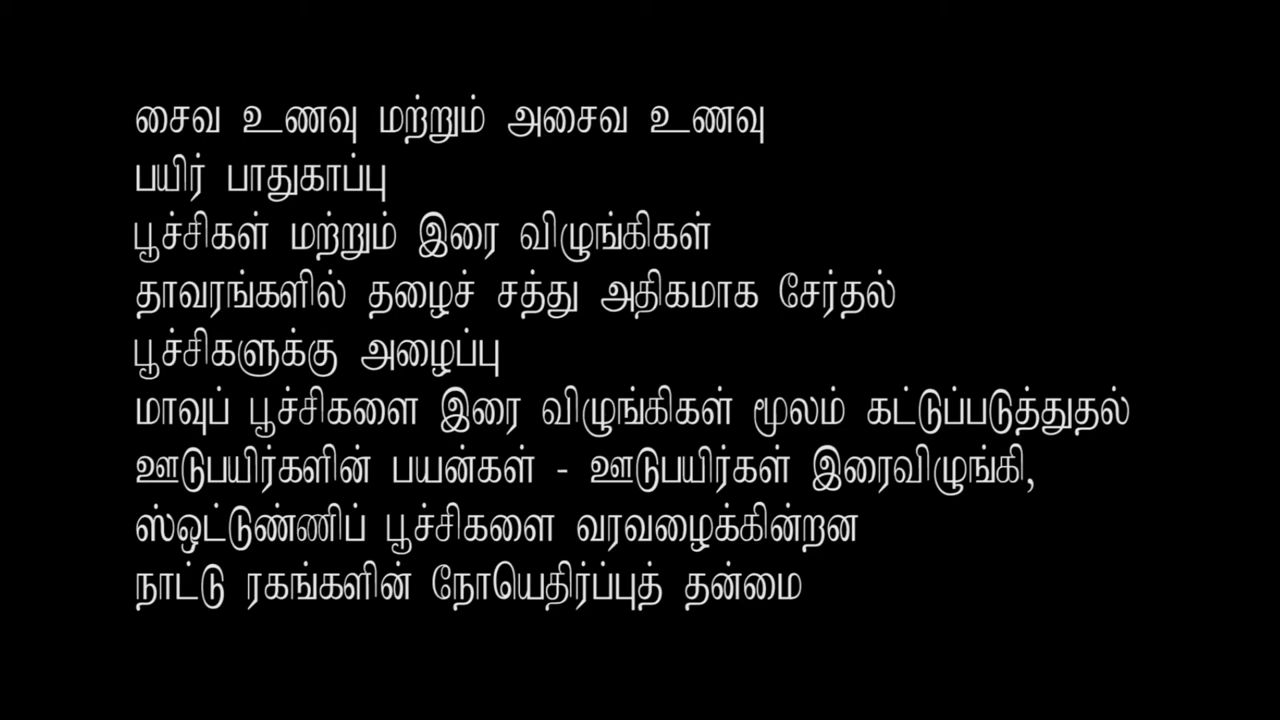 சைவ உணவு மற்றும் அசைவ உணவு
பயிர் பாதுகாப்பு
பூச்சிகள் மற்றும் இரை விழுங்கிகள்
தாவரங்களில் தழைச் சத்து அதிகமாக சேர்தல்
பூச்சிகளுக்கு அழைப்பு
மாவுப் பூச்சிகளை இரை விழுங்கிகள் மூலம் கட்டுப்படுத்துதல்
ஊடுபயிர்களின் பயன்கள் - ஊடுபயிர்கள் இரைவிழுங்கி,
ஸ்ஒட்டுண்ணிப் பூச்சிகளை வரவழைக்கின்றன
நாட்டு ரகங்களின் நோயெதிர்ப்புத் தன்மை